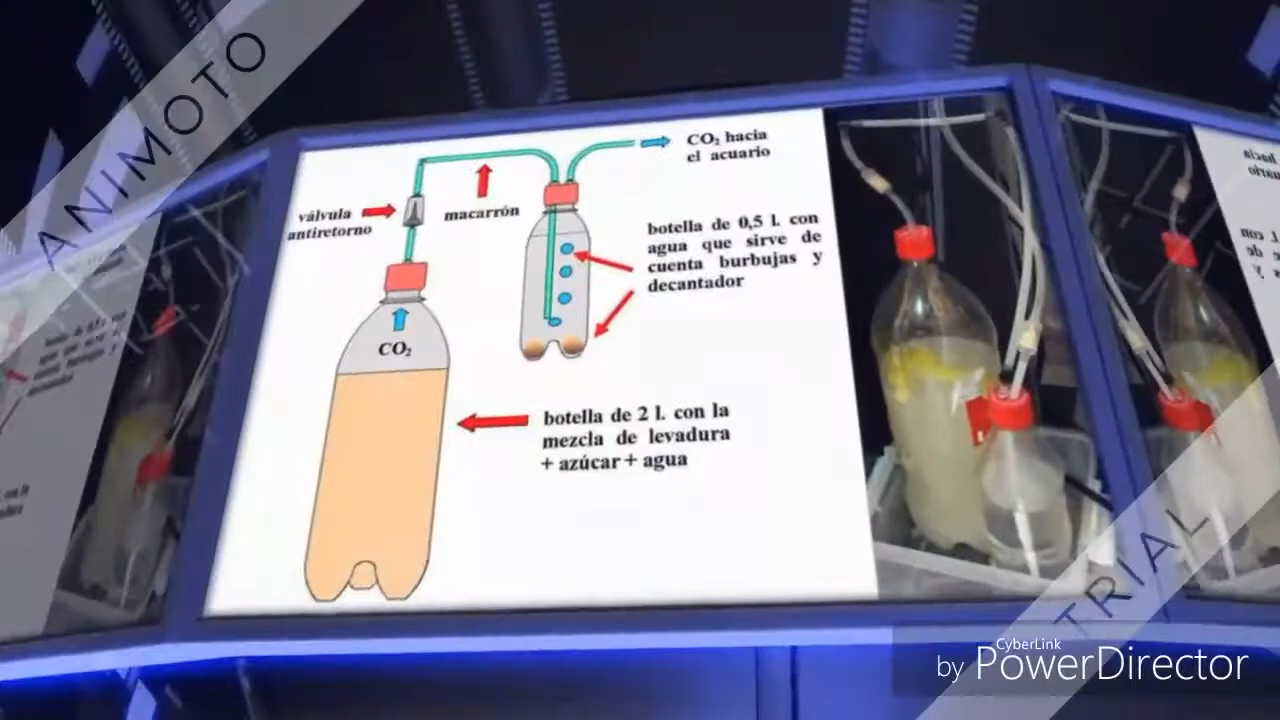 ANIMOTO
CO₂ hacia
el acuario
válvula
antiretorno
macarrón
botella de 0,5 l. con
agua que sirve de
cuenta burbujas y
decantador
CO₂
botella de 2 l. con la
mezcla de levadura
+ azúcar + agua
TRIAL
CyberLink
by PowerDirector